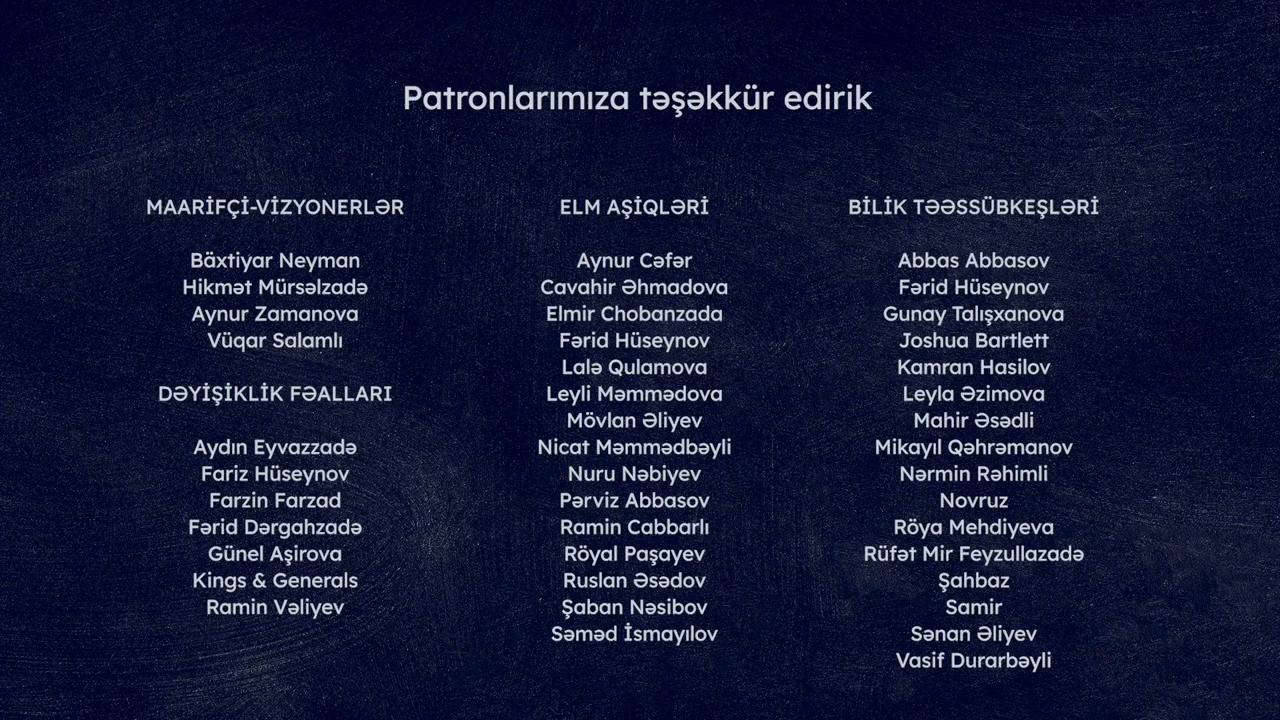 Patronlarımıza təşəkkür edirik
MAARİFÇİ-VİZYONERLƏR
Bäxtiyar Neyman
Hikmət Mürsəlzadə
Aynur Zamanova
Vüqar Salamlı
DƏYİŞİKLİK FƏALLARI
Aydın Eyvazzadə
Fariz Hüseynov
Farzin Farzad
Fərid Dərgahzadə
Günel Aşirova
Kings & Generals
Ramin Vəliyev
ELM AŞİQLƏRİ
Aynur Cəfər
Cavahir Əhmadova
Elmir Chobanzada
Fərid Hüseynov
Lalə Qulamova
Leyli Məmmədova
Mövlan Əliyev
Nicat Məmmədbəyli
Nuru Nəbiyev
Pərviz Abbasov
Ramin Cabbarlı
Röyal Paşayev
Ruslan Əsədov
Şaban Nəsibov
Səməd İsmayılov
BİLİK TƏƏSSÜBKEŞLƏRİ
Abbas Abbasov
Fərid Hüseynov
Gunay Talışxanova
Joshua Bartlett
Kamran Hasilov
Leyla Əzimova
Mahir Əsədli
Mikayıl Qəhrəmanov
Nərmin Rəhimli
Novruz
Röya Mehdiyeva
Rüfət Mir Feyzullazadə
Şahbaz
Samir
Sənan Əliyev
Vasif Durarbəyli